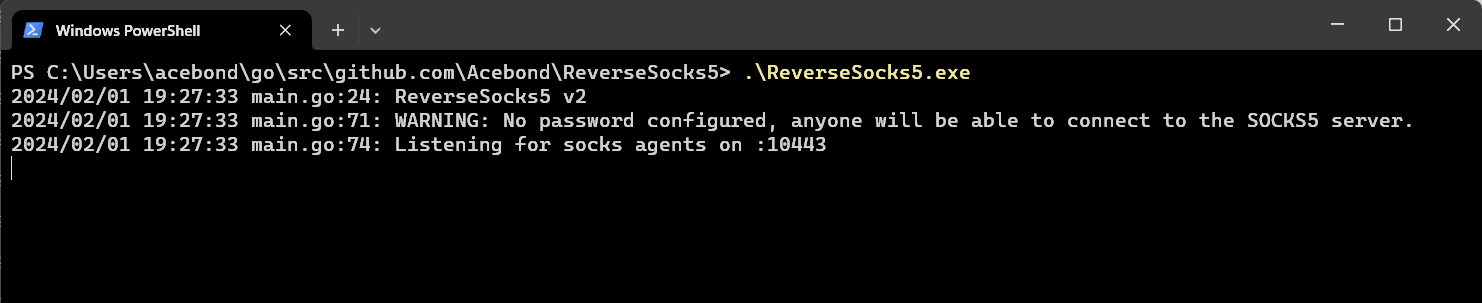 Windows PowerShell
PS C:\Users\acebond\go\src\github.com\Acebond\ReverseSocks5> .\ReverseSocks5.exe
2024/02/01 19:27:33 main.go:24: ReverseSocks5 v2
2024/02/01 19:27:33 main.go:71: WARNING: No password configured, anyone will be able to connect to the SOCKS5 server.
2024/02/01 19:27:33 main.go:74: Listening for socks agents on :10443